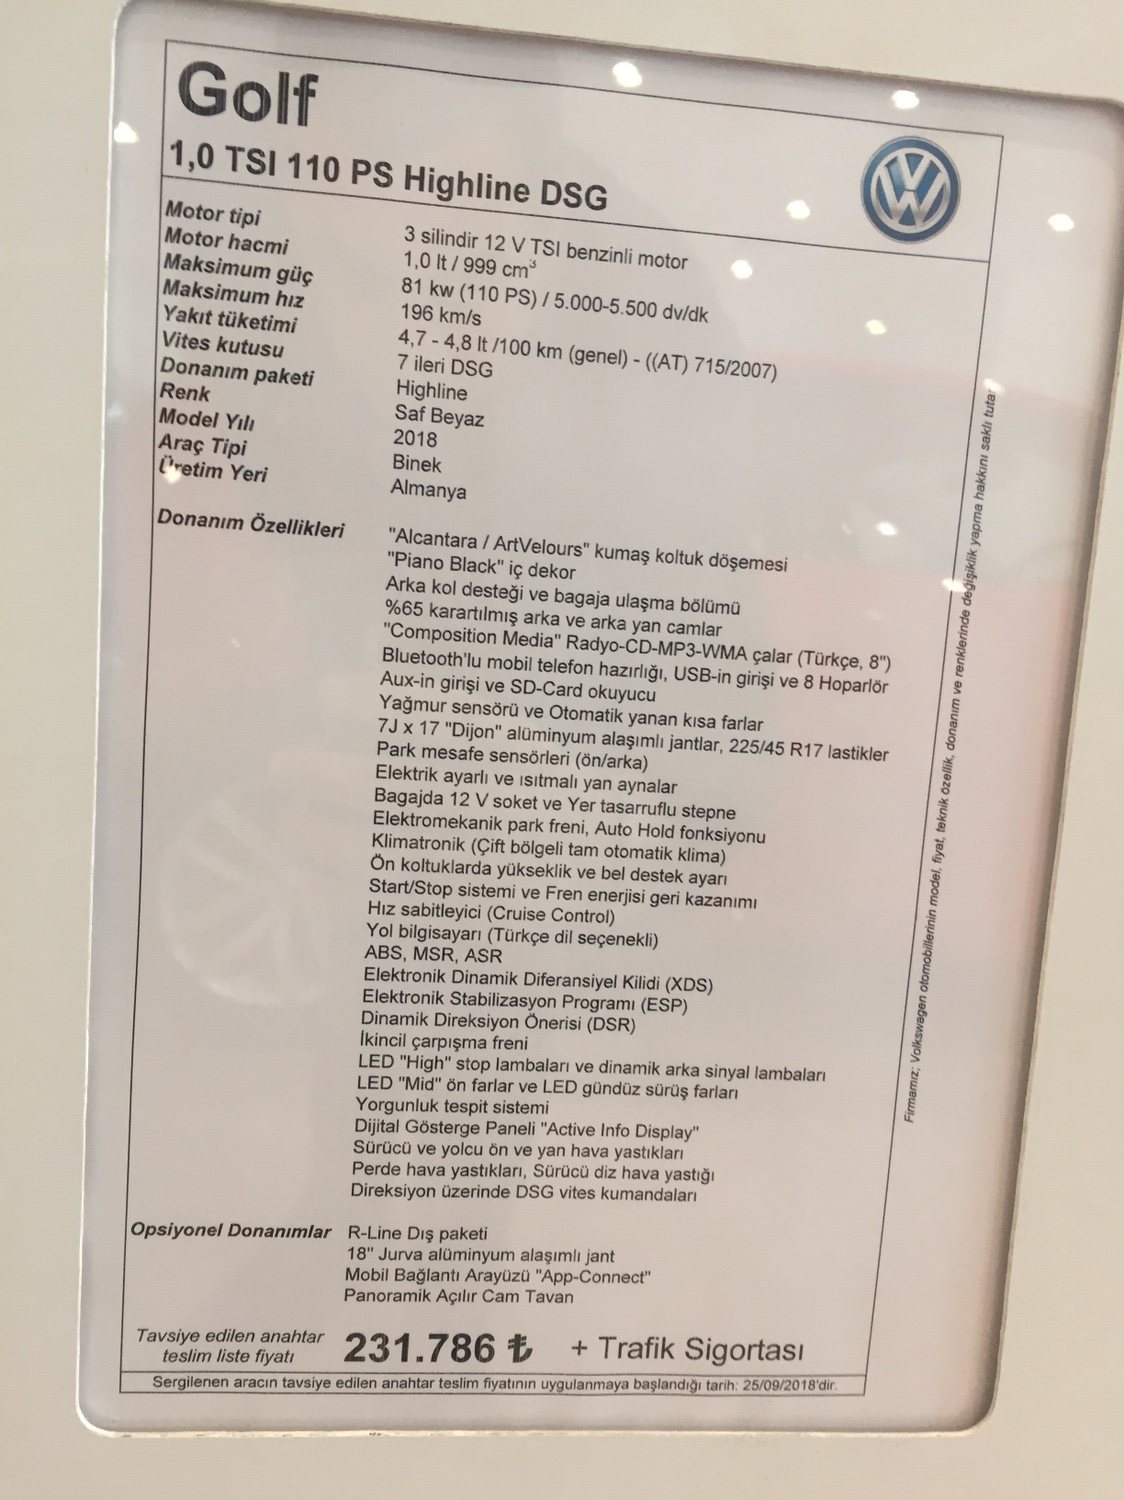 Golf
1,0 TSI 110 PS Highline DSG
Motor tipi 3 silindir 12 V TSI benzinli motor
Motor hacmi 1,0 lt / 999 cm³
Maksimum güç 81 kw (110 PS) / 5.000-5.500 dv/dk
Maksimum hız 196 km/s
Yakıt tüketimi 4,7 - 4,8 lt /100 km (genel) - ((AT) 715/2007)
Vites kutusu 7 ileri DSG
Donanım paketi Highline
Renk Saf Beyaz
Model Yılı 2018
Araç Tipi Binek
Üretim Yeri Almanya
Donanım Özellikleri "Alcantara / ArtVelours" kumaş koltuk döşemesi
"Piano Black" iç dekor
Arka kol desteği ve bagaja ulaşma bölümü
%65 karartılmış arka ve arka yan camlar
"Composition Media" Radyo-CD-MP3-WMA çalar (Türkçe, 8")
Bluetooth'lu mobil telefon hazırlığı, USB-in girişi ve 8 Hoparlör
Aux-in girişi ve SD-Card okuyucu
Yağmur sensörü ve Otomatik yanan kısa farlar
7J x 17 "Dijon" alüminyum alaşımlı jantlar, 225/45 R17 lastikler
Park mesafe sensörleri (ön/arka)
Elektrik ayarlı ve ısıtmalı yan aynalar
Bagajda 12 V soket ve Yer tasarruflu stepne
Elektromekanik park freni, Auto Hold fonksiyonu
Klimatronik (Çift bölgeli tam otomatik klima)
Ön koltuklarda yükseklik ve bel destek ayarı
Start/Stop sistemi ve Fren enerjisi geri kazanımı
Hız sabitleyici (Cruise Control)
Yol bilgisayarı (Türkçe dil seçenekli)
ABS, MSR, ASR
Elektronik Dinamik Diferansiyel Kilidi (XDS)
Elektronik Stabilizasyon Programı (ESP)
Dinamik Direksiyon Önerisi (DSR)
İkincil çarpışma freni
LED "High" stop lambaları ve dinamik arka sinyal lambaları
LED "Mid" ön farlar ve LED gündüz sürüş farları
Yorgunluk tespit sistemi
Dijital Gösterge Paneli "Active Info Display"
Sürücü ve yolcu ön ve yan hava yastıkları
Perde hava yastıkları, Sürücü diz hava yastığı
Direksiyon üzerinde DSG vites kumandaları
Opsiyonel Donanımlar R-Line Dış paketi
18" Jurva alüminyum alaşımlı jant
Mobil Bağlantı Arayüzü "App-Connect"
Panoramik Açılır Cam Tavan
Tavsiye edilen anahtar
teslim liste fiyatı 231.786 ₺ + Trafik Sigortası
Sergilenen aracın tavsiye edilen anahtar teslim fiyatının uygulanmaya başlandığı tarih: 25/09/2018'dir.
Firmamız; Volkswagen otomobillerinin model, fiyat, teknik özellik, donanım ve renklerinde değişiklik yapma hakkını saklı tutar